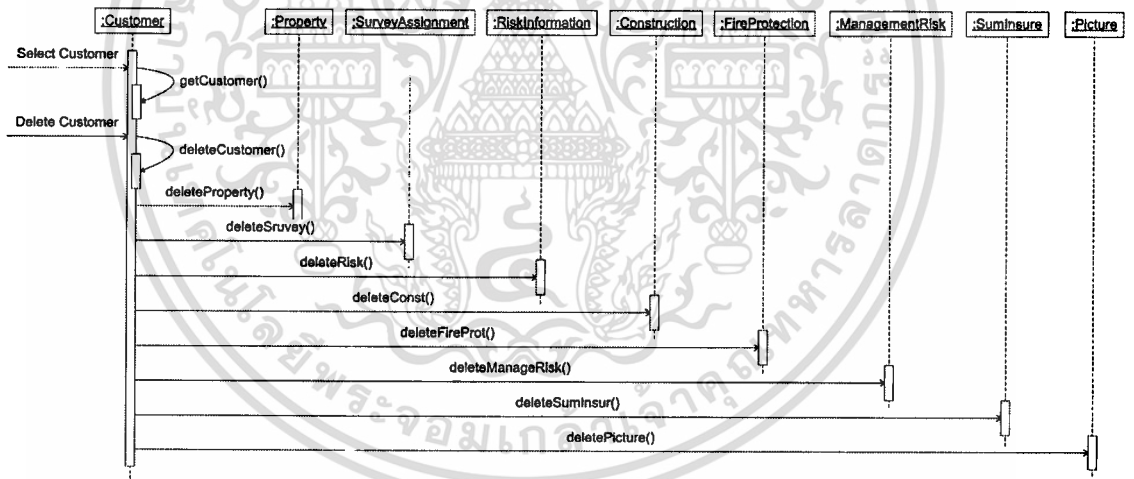 :Customer
:Property
:SurveyAssignment
:RiskInformation
:Construction
:FireProtection
:ManagementRisk
:SumInsure
:Picture
Select Customer
getCustomer()
Delete Customer
deleteCustomer()
deleteProperty()
deleteSruvey()
deleteRisk()
deleteConst()
deleteFireProt()
deleteManageRisk()
deleteSumInsur()
deletePicture()